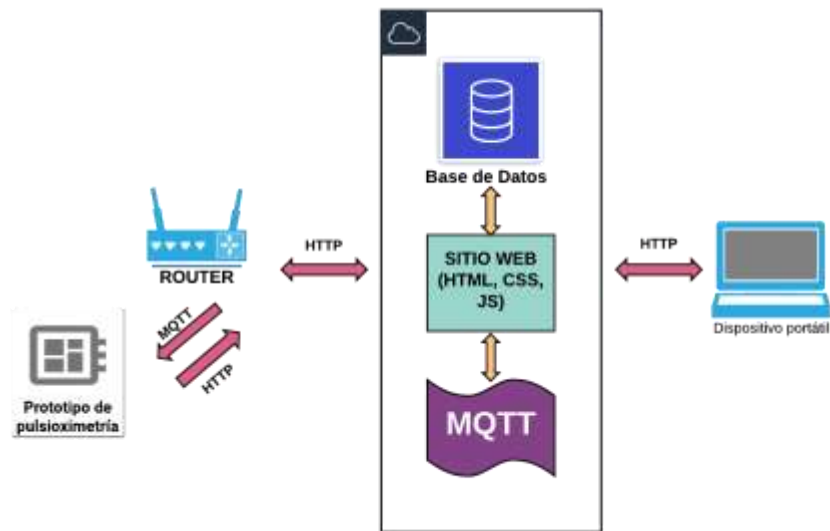 Base de Datos
HTTP
ROUTER
SITIO WEB
(HTML, CSS,
JS)
HTTP
Dispositivo portátil
MQTT
HTTP
Prototipo de
pulsioximetría
MQTT